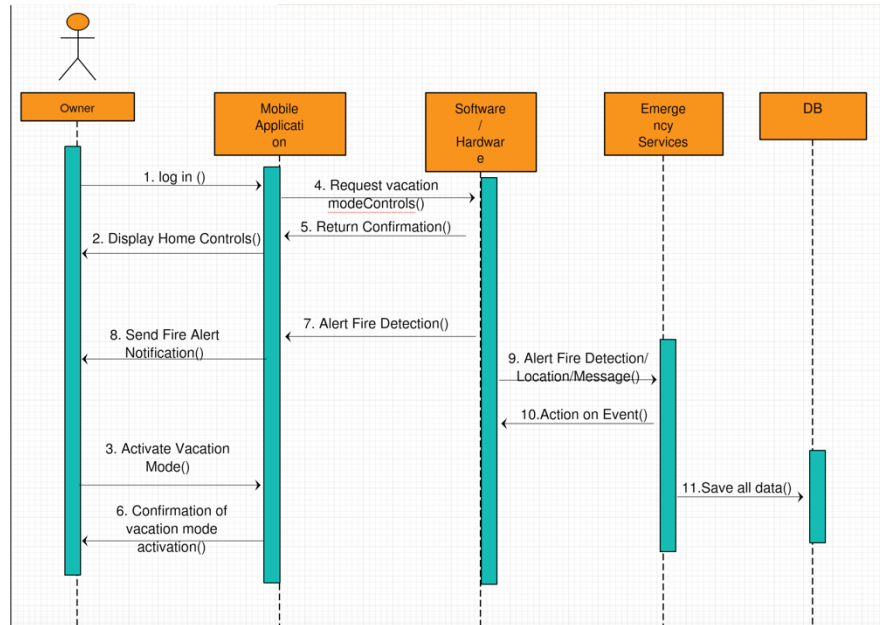 Owner
Mobile
Applicati
on
Software
/
Hardwar
e
Emerge
ncy
Services
DB
1. log in ()
4. Request vacation
modeControls()
5. Return Confirmation()
2. Display Home Controls()
7. Alert Fire Detection()
8. Send Fire Alert
Notification()
9. Alert Fire Detection/
Location/Message()
10.Action on Event()
3. Activate Vacation
Mode()
11.Save all data()
6. Confirmation of
vacation mode
activation()